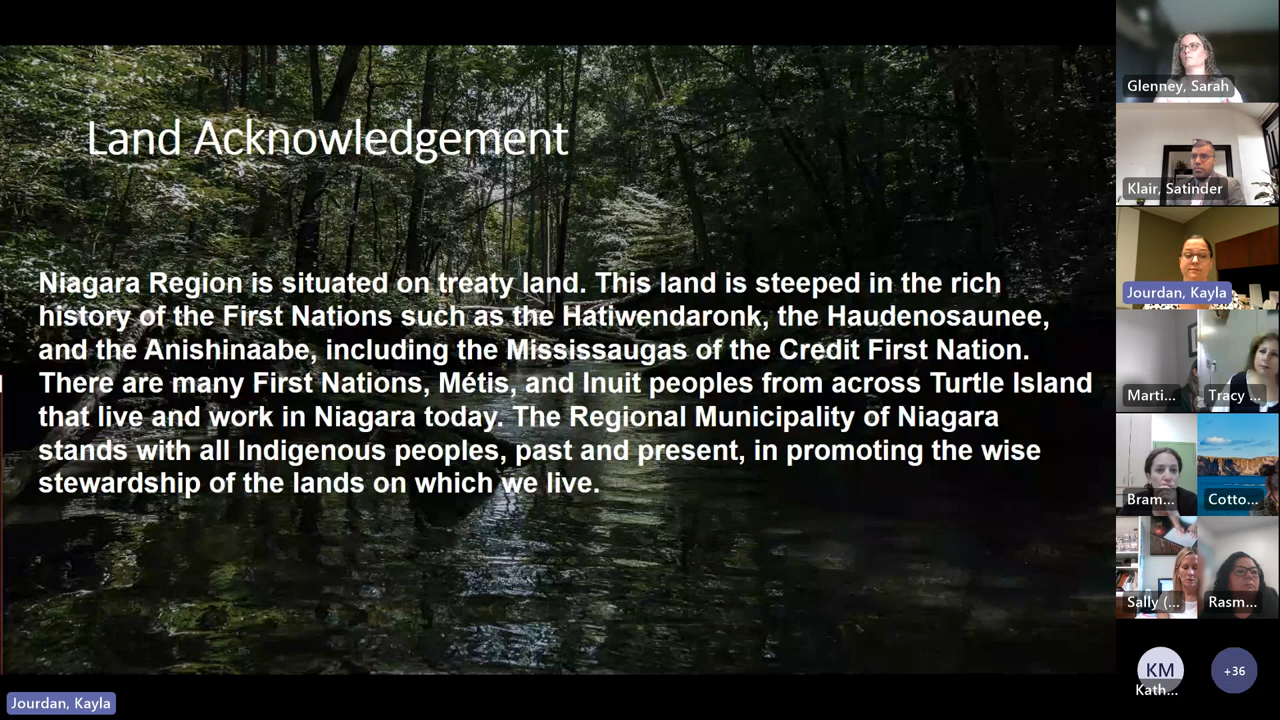 Land Acknowledgement
Niagara Region is situated on treaty land. This land is steeped in the rich
history of the First Nations such as the Hatiwendaronk, the Haudenosaunee,
and the Anishinaabe, including the Mississaugas of the Credit First Nation.
There are many First Nations, Métis, and Inuit peoples from across Turtle Island
that live and work in Niagara today. The Regional Municipality of Niagara
stands with all Indigenous peoples, past and present, in promoting the wise
stewardship of the lands on which we live.
Jourdan, Kayla
Glenney, Sarah
Klair, Satinder
Jourdan, Kayla
Marti...
Tracy ...
Bram...
Cotto...
Sally (...
Rasm...
KM
Kath...
+36